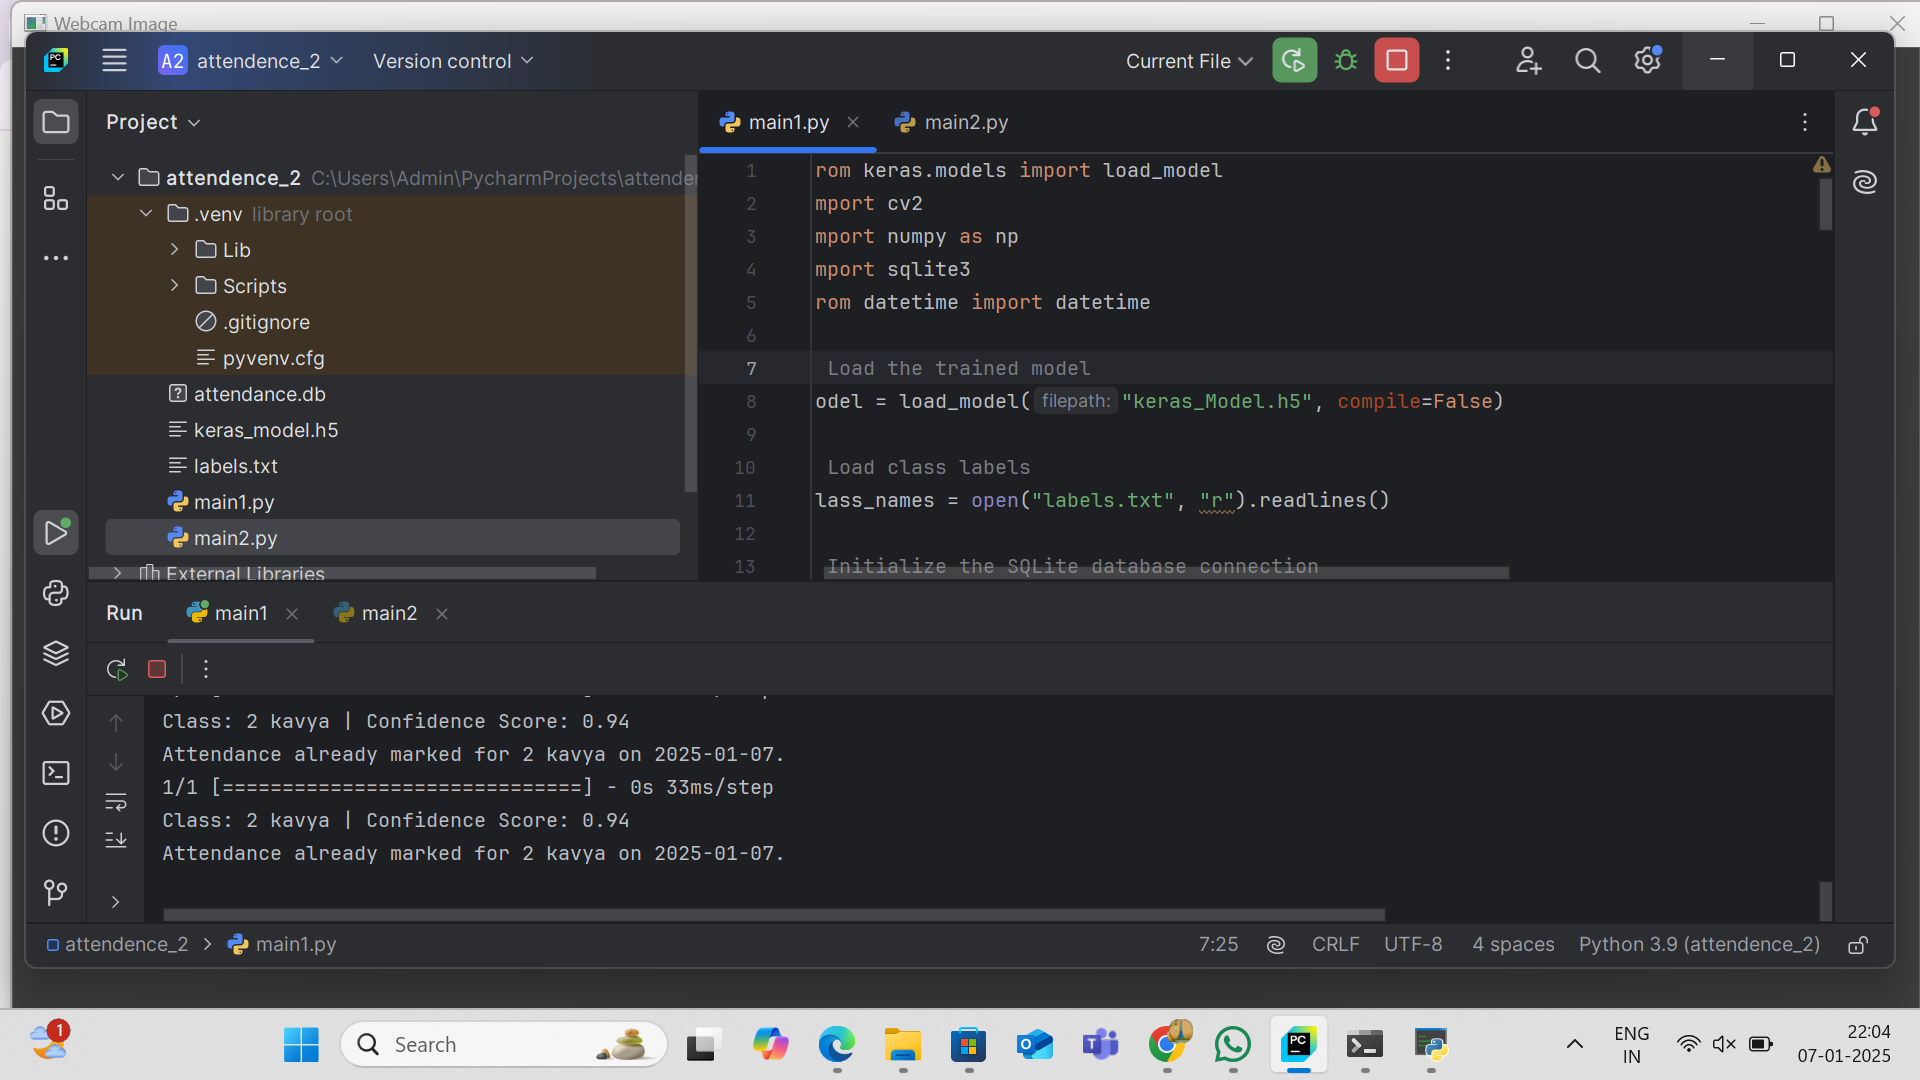 Webcam Image
PC
A2 attendence_2
Version control
Current File
Project
attendence_2 C:\Users\Admin\PycharmProjects\attender
.venv library root
Lib
Scripts
.gitignore
pyvenv.cfg
attendance.db
keras_model.h5
labels.txt
main1.py
main2.py
External Libraries
main1.py
main2.py
1 rom keras.models import load_model
2 mport cv2
3 mport numpy as np
4 mport sqlite3
5 rom datetime import datetime
6
7 Load the trained model
8 odel = load_model( filepath: "keras_Model.h5", compile=False)
9
10 Load class labels
11 lass_names = open("labels.txt", "r").readlines()
12
13 Initialize the SQLite database connection
Run
main1
main2
Class: 2 kavya | Confidence Score: 0.94
Attendance already marked for 2 kavya on 2025-01-07.
1/1 [==============================] - 0s 33ms/step
Class: 2 kavya | Confidence Score: 0.94
Attendance already marked for 2 kavya on 2025-01-07.
attendence_2 > main1.py
7:25 CRLF UTF-8 4 spaces Python 3.9 (attendence_2)
1
Search
PC
ENG
IN
22:04
07-01-2025